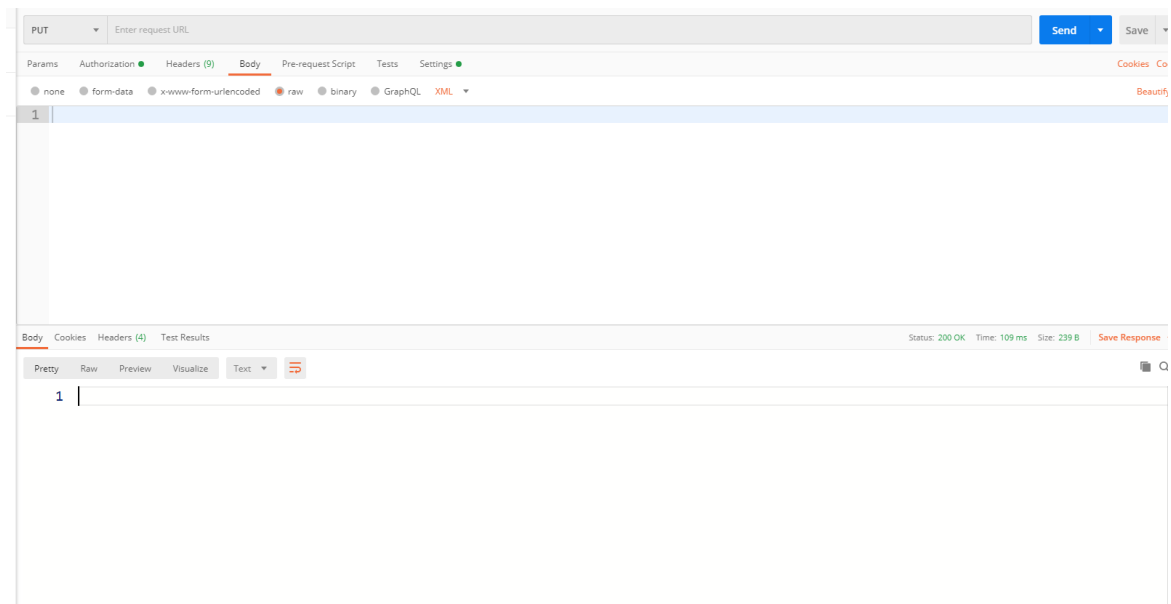 PUT Enter request URL Send Save
Params Authorization Headers (9) Body Pre-request Script Tests Settings Cookies Co
none form-data x-www-form-urlencoded raw binary GraphQL XML Beautify
1
Body Cookies Headers (4) Test Results Status: 200 OK Time: 109 ms Size: 239 B Save Response
Pretty Raw Preview Visualize Text
1